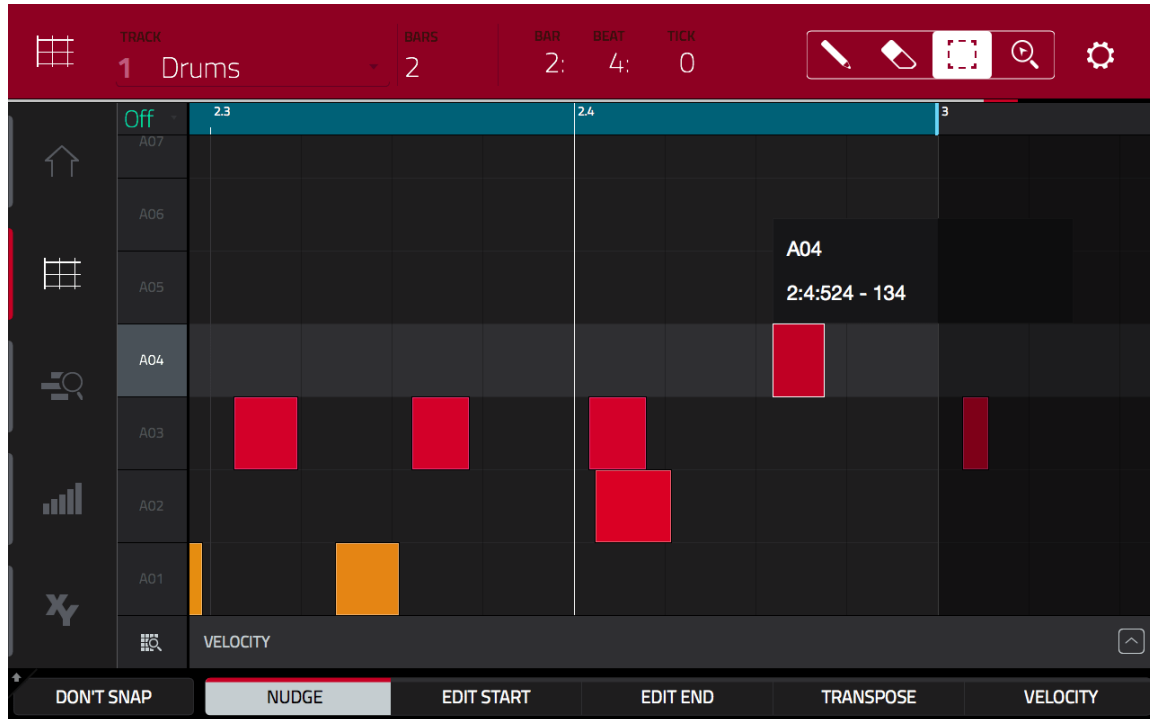 TRACK
BARS
BAR
BEAT
TICK
1 Drums
2
2:
4:
0
Off
2.3
2.4
3
A07
A06
A05
A04
A03
A02
A01
A04
2:4:524 - 134
XY
VELOCITY
DON'T SNAP
NUDGE
EDIT START
EDIT END
TRANSPOSE
VELOCITY